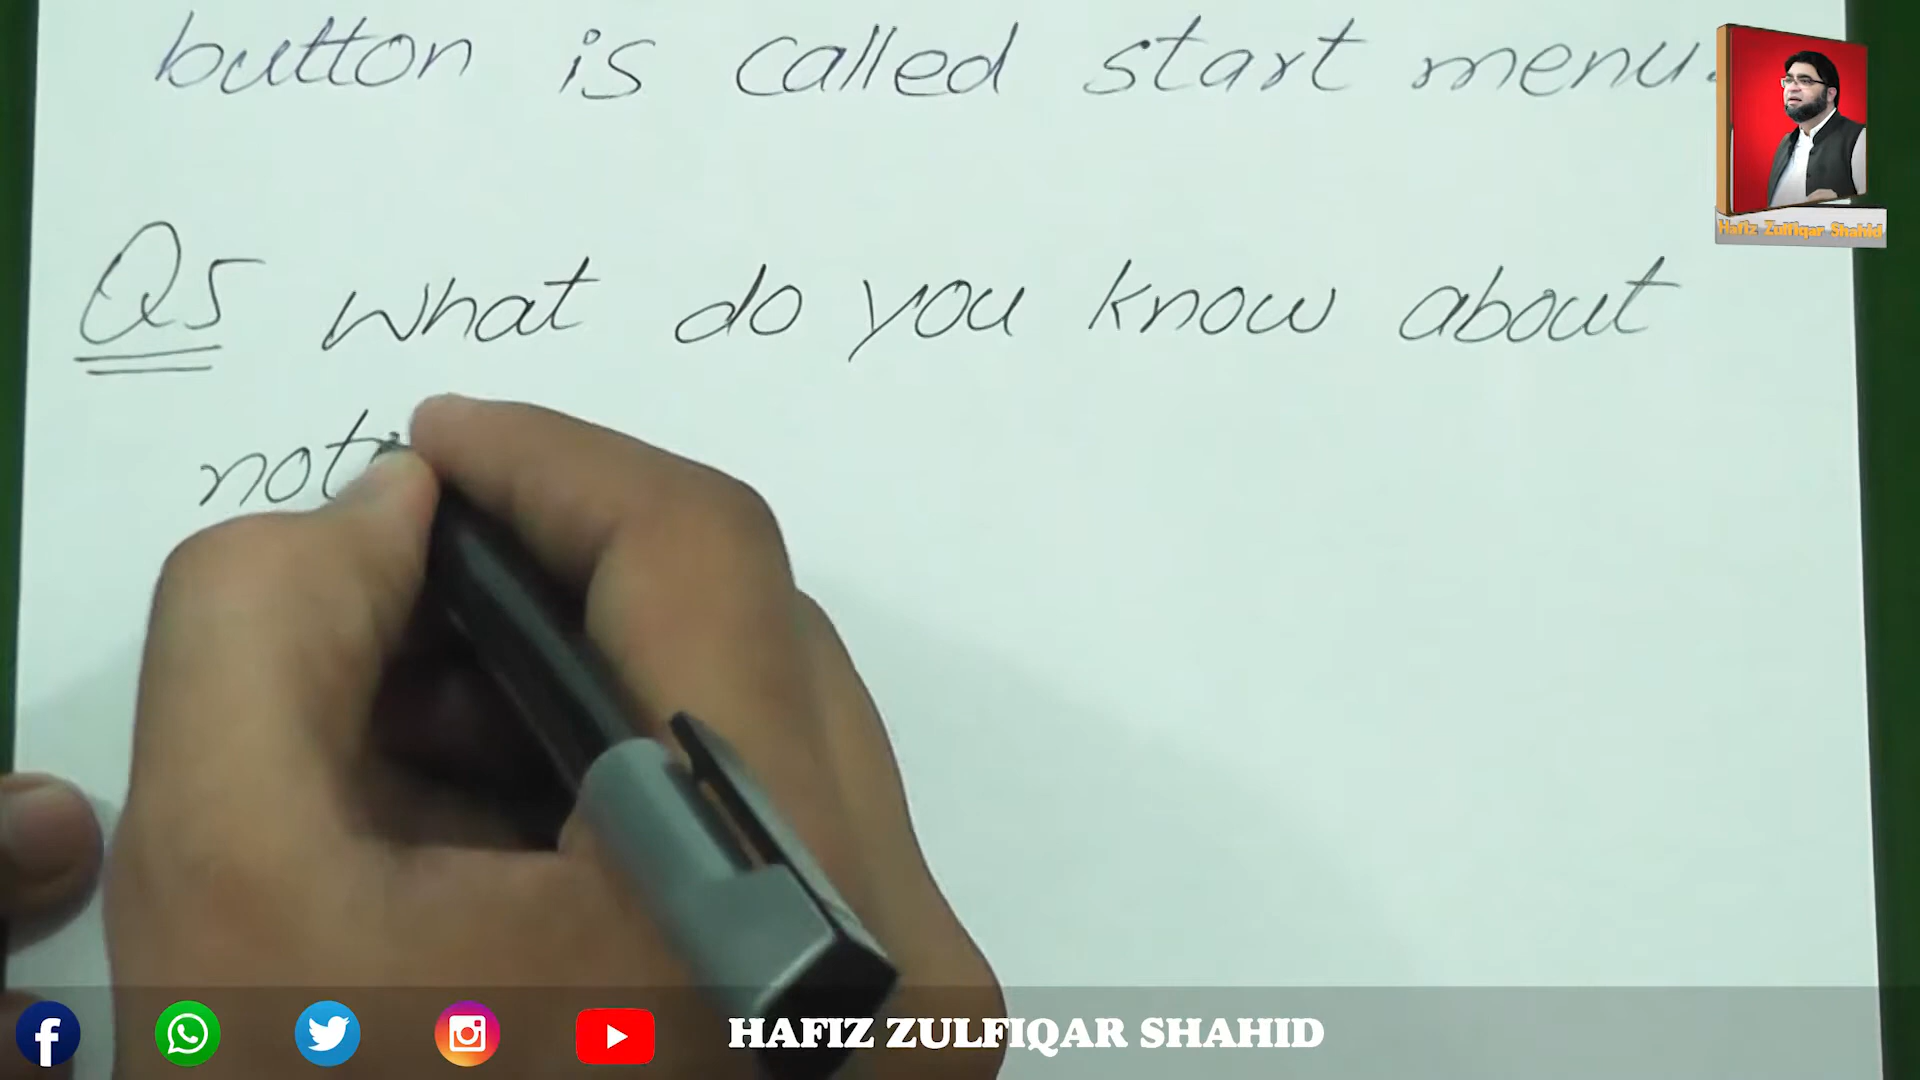 button is called start menu.
Hafiz Zulfiqar Shahid
Q5 what do you know about
HAFIZ ZULFIQAR SHAHID